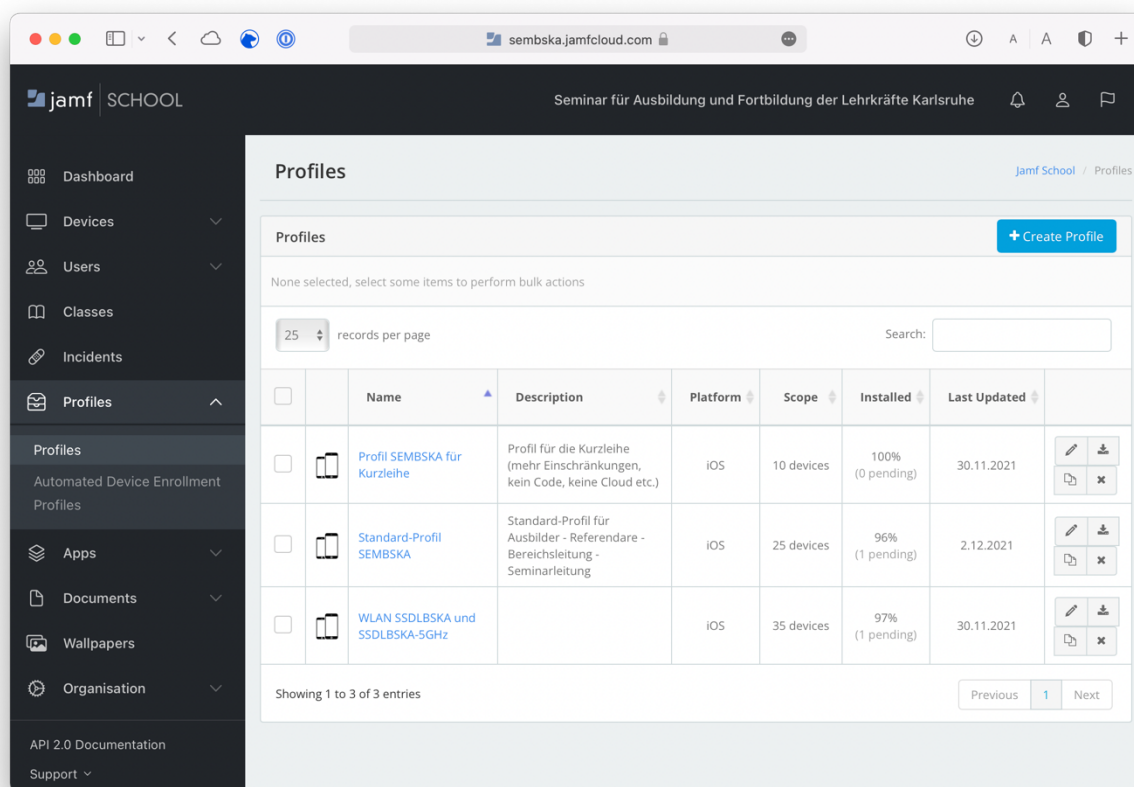 sembska.jamfcloud.com
A A
jamf SCHOOL
Seminar für Ausbildung und Fortbildung der Lehrkräfte Karlsruhe
Dashboard
Devices
Users
Classes
Incidents
Profiles
Profiles
Automated Device Enrollment
Profiles
Apps
Documents
Wallpapers
Organisation
API 2.0 Documentation
Support
Profiles
Jamf School / Profiles
Profiles
+ Create Profile
None selected, select some items to perform bulk actions
25 records per page
Search:
Name Description Platform Scope Installed Last Updated
Profil SEMBSKA für
Kurzleihe
Profil für die Kurzleihe
(mehr Einschränkungen,
kein Code, keine Cloud etc.)
iOS
10 devices
100%
(0 pending)
30.11.2021
Standard-Profil
SEMBSKA
Standard-Profil für
Ausbilder - Referendare -
Bereichsleitung -
Seminarleitung
iOS
25 devices
96%
(1 pending)
2.12.2021
WLAN SSDLBSKA und
SSDLBSKA-5GHz
iOS
35 devices
97%
(1 pending)
30.11.2021
Showing 1 to 3 of 3 entries
Previous 1 Next